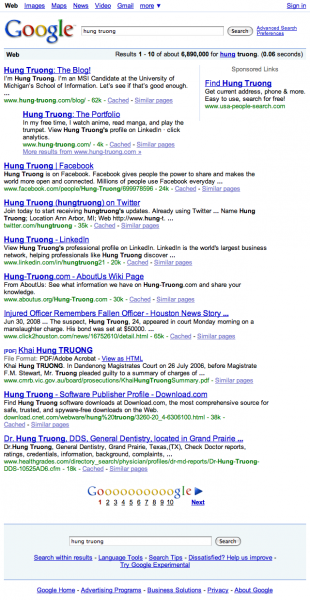 Web Images Maps News Video Gmail more ▼ Sign in
Google
hung truong Search Advanced Search
Preferences
Web Results 1 - 10 of about 6,890,000 for hung truong. (0.06 seconds)
Hung Truong: The Blog!
I'm Hung Truong. I'm an MSI Candidate at the University of
Michigan's School of Information. Let's see if that's good enough.
...
www.hung-truong.com/blog/ - 62k - Cached - Similar pages
Hung Truong: The Portfolio
In my free time, I watch anime, read manga, and play the
trumpet. View Hung Truong's profile on LinkedIn · click
analytics.
www.hung-truong.com/ - 4k - Cached - Similar pages
More results from www.hung-truong.com »
Sponsored Links
Find Hung Truong
Get current address, phone & more.
Easy to use, search for free!
www.usa-people-search.com
Hung Truong | Facebook
Hung Truong is on Facebook. Facebook gives people the power to share and makes the
world more open and connected. Millions of people use Facebook everyday ...
www.facebook.com/people/Hung-Truong/699978596 - 24k - Cached - Similar pages
Hung Truong (hungtruong) on Twitter
Join today to start receiving hungtruong's updates. Already using Twitter ... Name Hung
Truong; Location Ann Arbor, MI; Web http://www.hung-t. ...
twitter.com/hungtruong - 35k - Cached - Similar pages
Hung Truong - LinkedIn
View Hung Truong's professional profile on LinkedIn. LinkedIn is the world's largest business
network, helping professionals like Hung Truong discover ...
www.linkedin.com/in/hungtruong21 - 20k - Cached - Similar pages
Hung-Truong.com - AboutUs Wiki Page
From AboutUs: See what information we have on Hung-Truong.com and share your
knowledge.
www.aboutus.org/Hung-Truong.com - 30k - Cached - Similar pages
Injured Officer Remembers Fallen Officer - Houston News Story ...
Jun 30, 2008 ... The suspect, Hung Truong, 24, appeared in court Monday morning on a
manslaughter charge. His bond was set at $50000. ...
www.click2houston.com/news/16752610/detail.html - 65k - Cached - Similar pages
[PDF] Khai Hung TRUONG
File Format: PDF/Adobe Acrobat - View as HTML
Khai Hung TRUONG. In Dandenong Magistrates Court on 26 July 2006, before Magistrate
F.M. Stewart, Mr. Truong pleaded guilty to a summary of charges of ...
www.cmrb.vic.gov.au/board/prosecutions/KhaiHungTruongSummary.pdf - Similar pages
Hung Truong - Software Publisher Profile - Download.com
Find Hung Truong software downloads at Download.com, the most comprehensive source for
safe, trusted, and spyware-free downloads on the Web.
download.cnet.com/webware/hung%20truong/3260-20_4-6306100.html - 38k -
Cached - Similar pages
Dr. Hung Truong, DDS, General Dentistry, located in Grand Prairie ...
Dr.Hung Truong, General Dentistry, Grand Prairie, Texas,(TX), Check Doctor reports,
ratings, credentials, information, background, complaints, ...
www.healthgrades.com/directory_search/physician/profiles/dr-md-reports/Dr-Hung-Truong-
DDS-10525AD6.cfm - 18k - Cached - Similar pages
Goooooooooogle ►
1 2 3 4 5 6 7 8 9 10 Next
hung truong Search
Search within results - Language Tools - Search Tips - Dissatisfied? Help us improve -
Try Google Experimental
Google Home - Advertising Programs - Business Solutions - Privacy - About Google